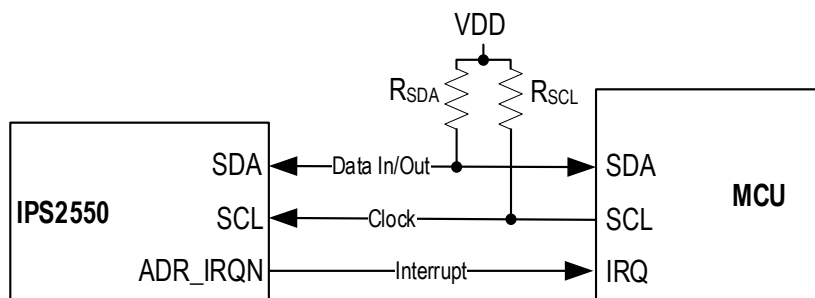 VDD
RSDA RSCL
SDA Data In/Out SDA
IPS2550 MCU
SCL Clock SCL
ADR_IRQN Interrupt IRQ